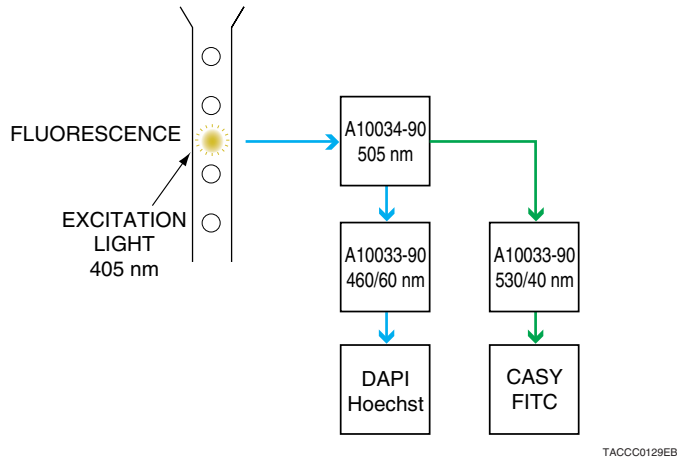 FLUORESCENCE
EXCITATION
LIGHT
405 nm
A10034-90
505 nm
A10033-90
460/60 nm
A10033-90
530/40 nm
DAPI
Hoechst
CASY
FITC
TACCC0129EB